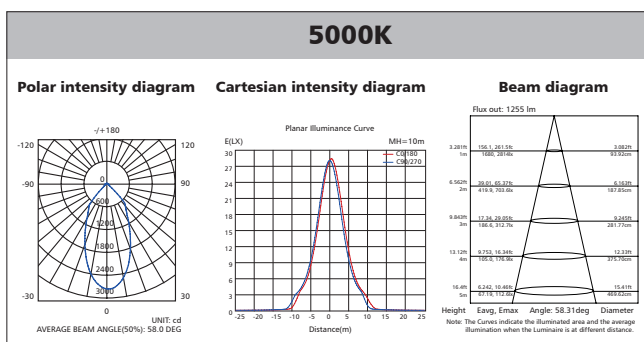 5000K
Polar intensity diagram
Cartesian intensity diagram
Beam diagram
-/+180
-120
120
-90
90
-30
30
0
0
600
1200
1800
2400
3000
UNIT: cd
AVERAGE BEAM ANGLE(50%): 58.0 DEG
Planar Illuminance Curve
E(LX)
MH=10m
C0/180
C90/270
30
27
24
21
18
15
12
9
6
3
0
-25 -20 -15 -10 -5 0 5 10 15 20 25
Distance(m)
Flux out: 1255 lm
3.281ft 156.1, 261.5fc 3.082ft
1m 1680, 2814lx 93.92cm
6.562ft 39.01, 65.37fc 6.163ft
2m 419.9, 703.6lx 187.85cm
9.843ft 17.34, 29.05fc 9.245ft
3m 186.6, 312.7lx 281.77cm
13.12ft 9.753, 16.34fc 12.33ft
4m 105.0, 176.9lx 375.70cm
16.4ft 6.242, 10.46fc 15.41ft
5m 67.19, 112.6lx 469.62cm
Height Eavg, Emax Angle: 58.31deg Diameter
Note: The Curves indicate the illuminated area and the average
illumination when the Luminaire is at different distance.